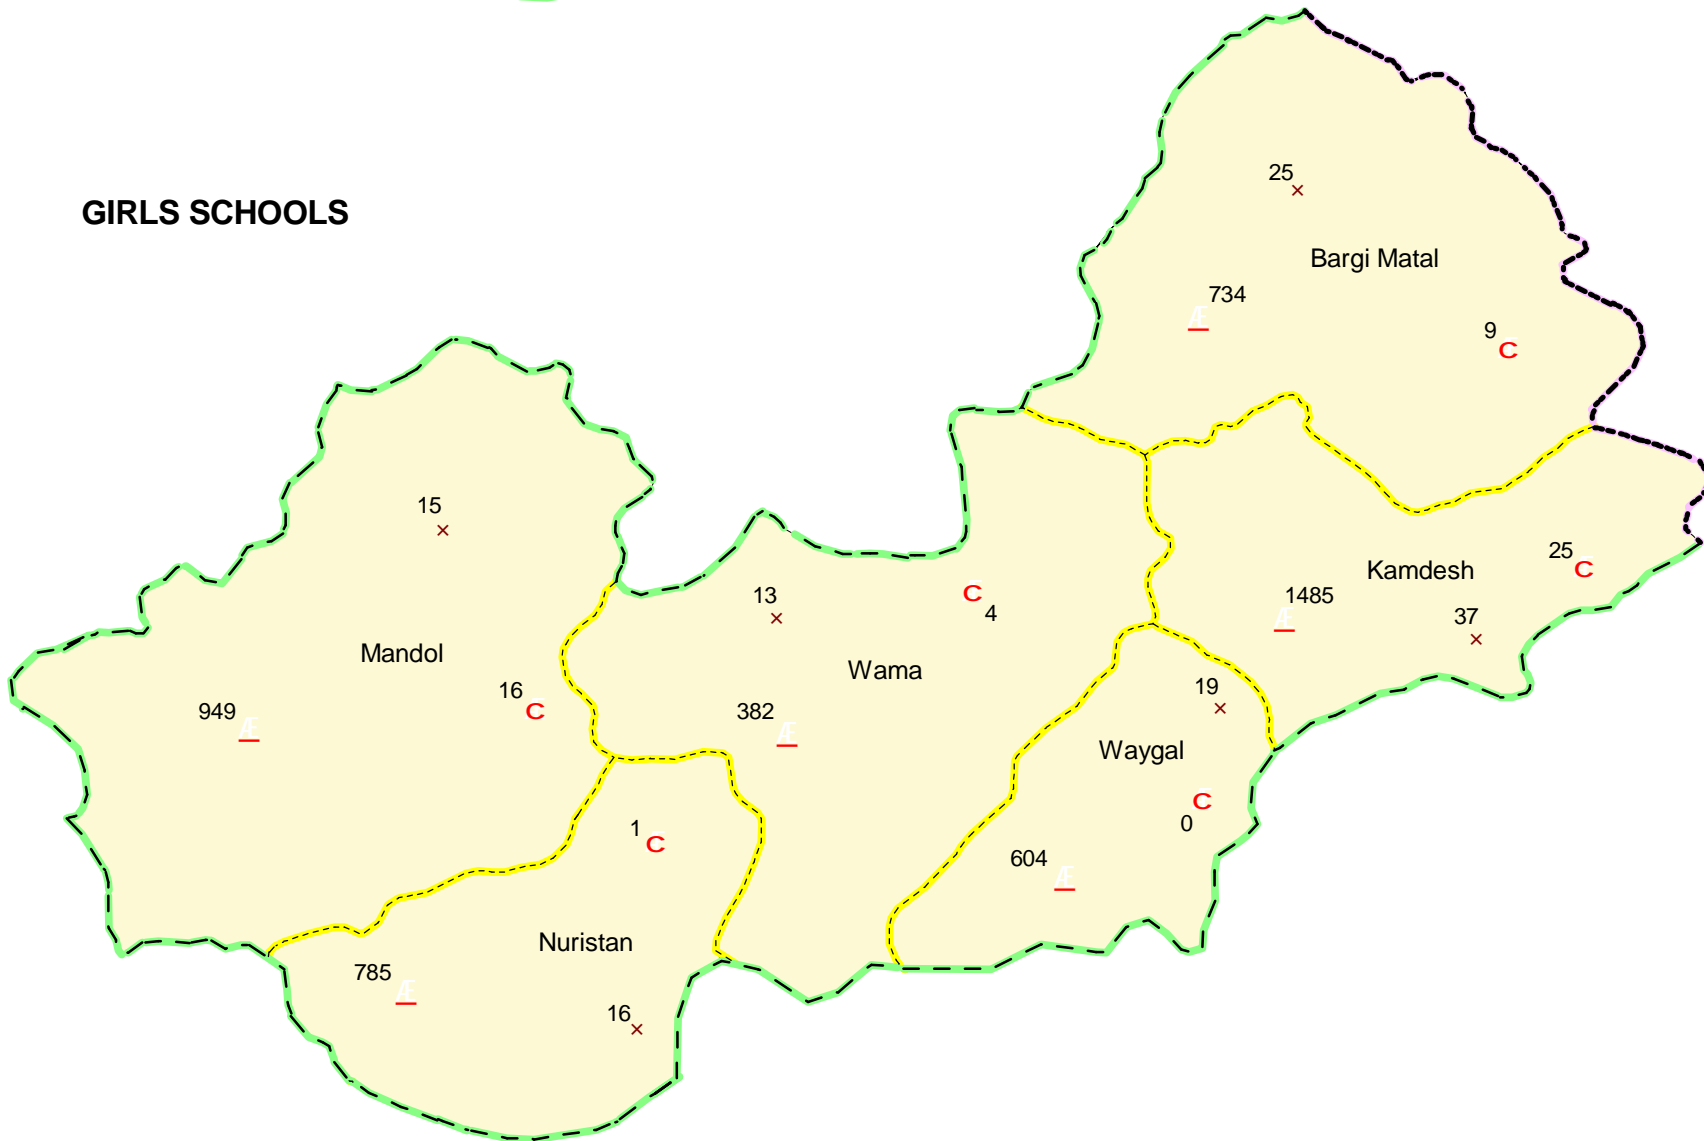 GIRLS SCHOOLS
25
Bargi Matal
734
Æ
9
C
15
25
C
Kamdesh
13
C
4
1485
Æ
37
Mandol
Wama
16
C
19
949
Æ
382
Æ
Waygal
C
0
1
C
604
Æ
Nuristan
785
Æ
16